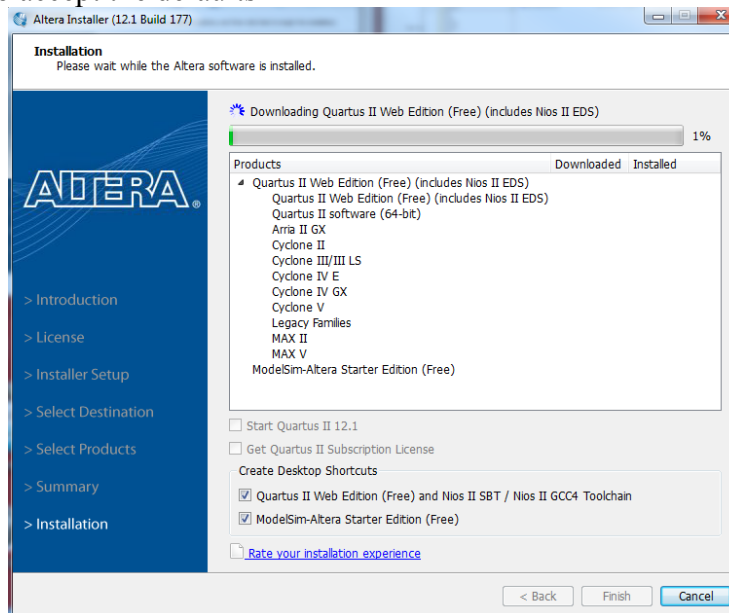 accept the defaults
Altera Installer (12.1 Build 177)
Installation
Please wait while the Altera software is installed.
Downloading Quartus II Web Edition (Free) (includes Nios II EDS)
1%
Products Downloaded Installed
Quartus II Web Edition (Free) (includes Nios II EDS)
Quartus II Web Edition (Free) (includes Nios II EDS)
Quartus II software (64-bit)
Arria II GX
Cyclone II
Cyclone III/III LS
Cyclone IV E
Cyclone IV GX
Cyclone V
Legacy Families
MAX II
MAX V
ModelSim-Altera Starter Edition (Free)
ALTERA®
> Introduction
> License
> Installer Setup
> Select Destination
> Select Products
> Summary
> Installation
Start Quartus II 12.1
Get Quartus II Subscription License
Create Desktop Shortcuts
Quartus II Web Edition (Free) and Nios II SBT / Nios II GCC4 Toolchain
ModelSim-Altera Starter Edition (Free)
Rate your installation experience
< Back Finish Cancel